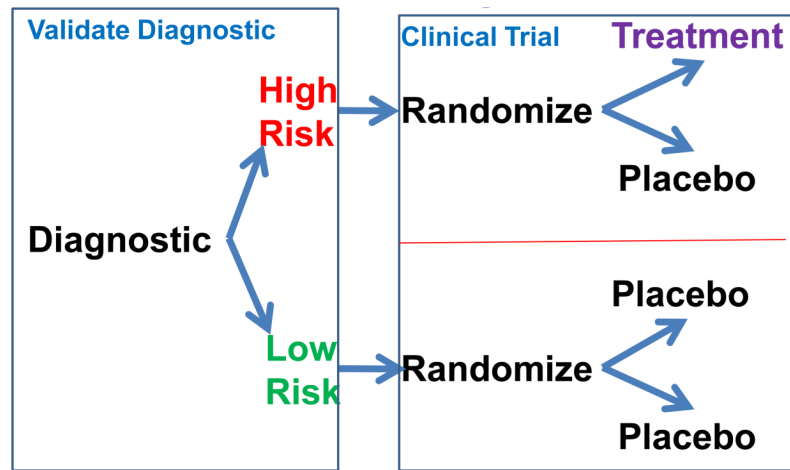 Validate Diagnostic
High
Risk
Diagnostic
Low
Risk
Clinical Trial
Treatment
Randomize
Placebo
Placebo
Randomize
Placebo